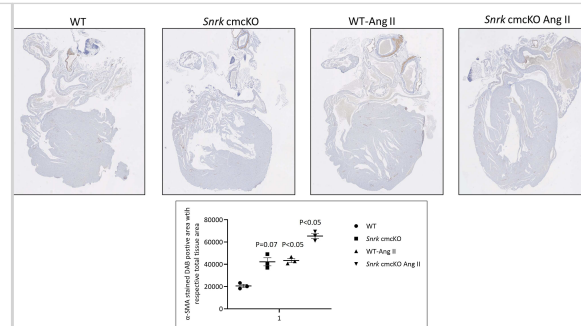 WT
Snrk cmcKO
WT-Ang II
Snrk cmcKO Ang II
α-SMA stained DAB postive area wtih
respective total tissue area
80000
60000
40000
20000
0
P=0.07
P<0.05
P<0.05
1
WT
Snrk cmcKO
WT-Ang II
Snrk cmcKO Ang II